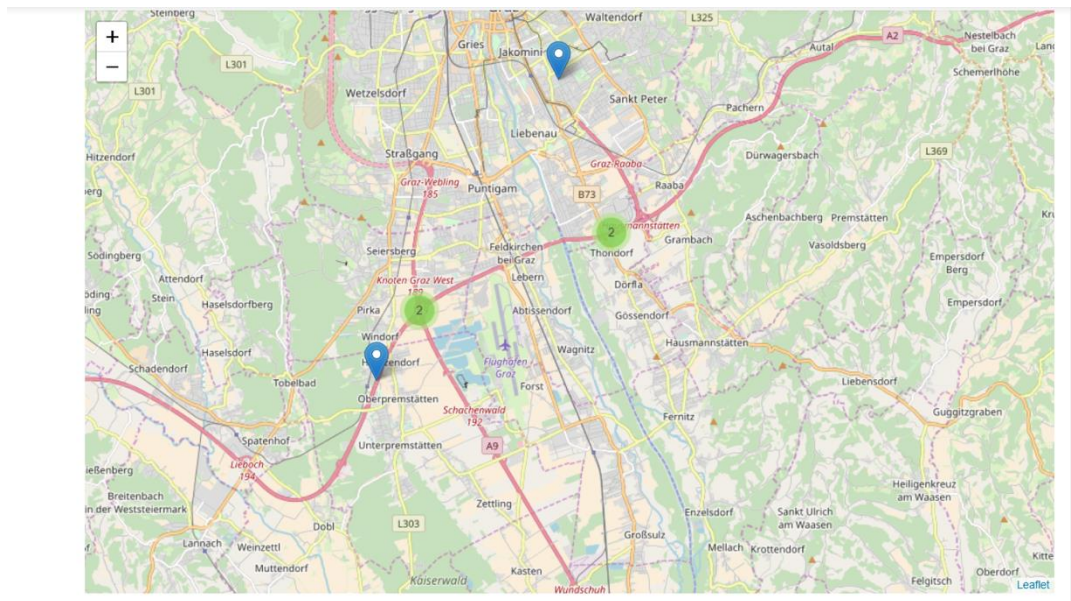 Steinberg
Waltendorf
L325
+
Gries
Jakomini
A2
Nestelbach
bei Graz
Autal
L301
−
Schemerlhöhe
L301
Wetzelsdorf
Sankt Peter
Pachern
Liebenau
Hitzendorf
Straßgang
Graz-Raaba
Dürwagersbach
L369
Graz-Webling
185
Puntigam
B73
Raaba
Aschenbachberg
Premstätten
2
mannstätten
Grambach
Södingberg
Seiersberg
Feldkirchen
bei Graz
Thondorf
Vasoldsberg
Empersdorf
Berg
Attendorf
Knoten Graz West
Lebern
Dörfla
Stein
Haselsdorfberg
Pirka
2
Abtissendorf
Gössendorf
Empersdorf
Windorf
Hausmannstätten
Haselsdorf
Wagnitz
Schadendorf
Flughafen
Graz
Tobelbad
Forst
Liebensdorf
Oberpremstätten
Schachenwald
192
Fernitz
Guggitzgraben
Spatenhof
Unterpremstätten
A9
Lieboch
194
Breitenbach
in der Weststeiermark
Zettling
Heiligenkreuz
am Waasen
Enzelsdorf
Sankt Ulrich
am Waasen
Dobl
L303
Großsulz
Lannach
Weinzettl
Mellach
Krottendorf
Muttendorf
Kaiserwald
Kasten
Oberdorf
Felgitsch
Wundschuh
Leaflet